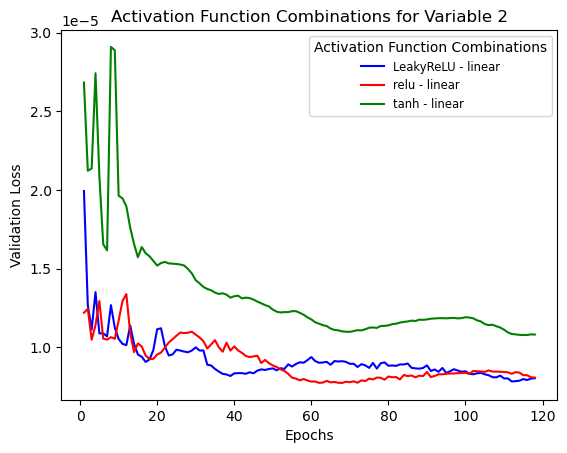 Activation Function Combinations for Variable 2
1e−5
Activation Function Combinations
LeakyReLU - linear
relu - linear
tanh - linear
3.0
2.5
2.0
1.5
1.0
Validation Loss
0 20 40 60 80 100 120
Epochs